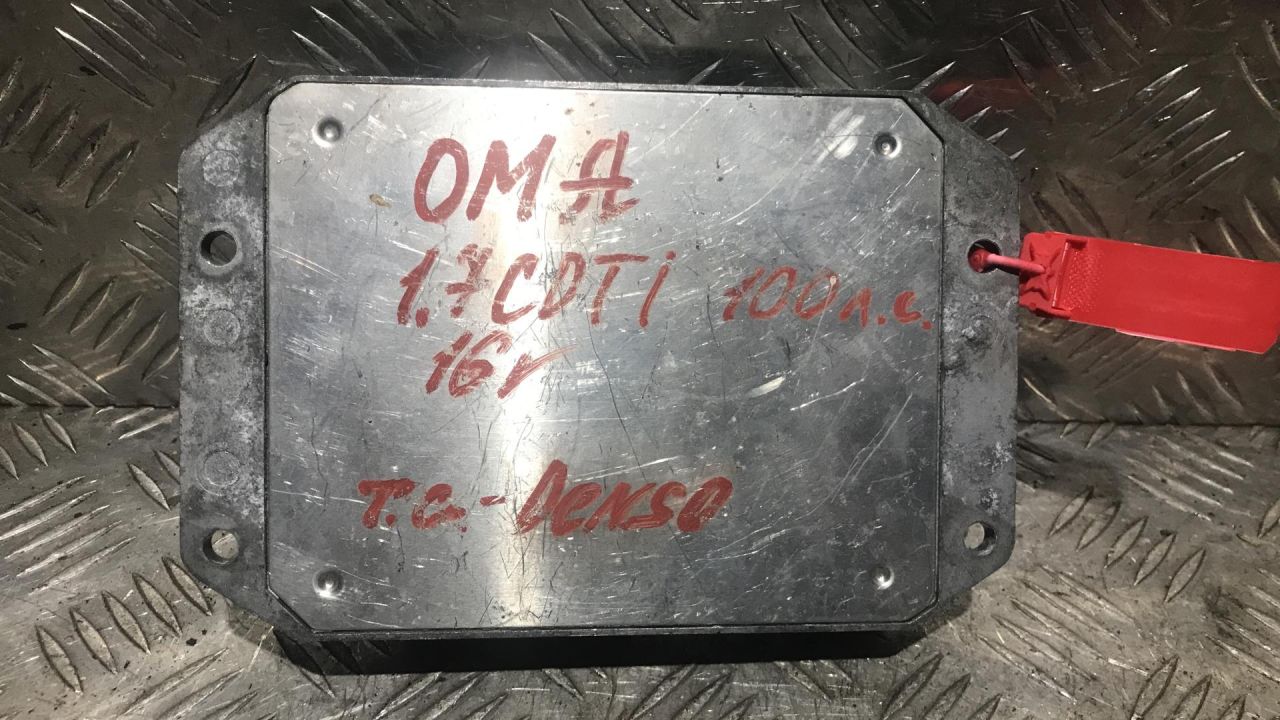 ОМА
1.7CDTi 100л.с.
16v
т.а.-Denso